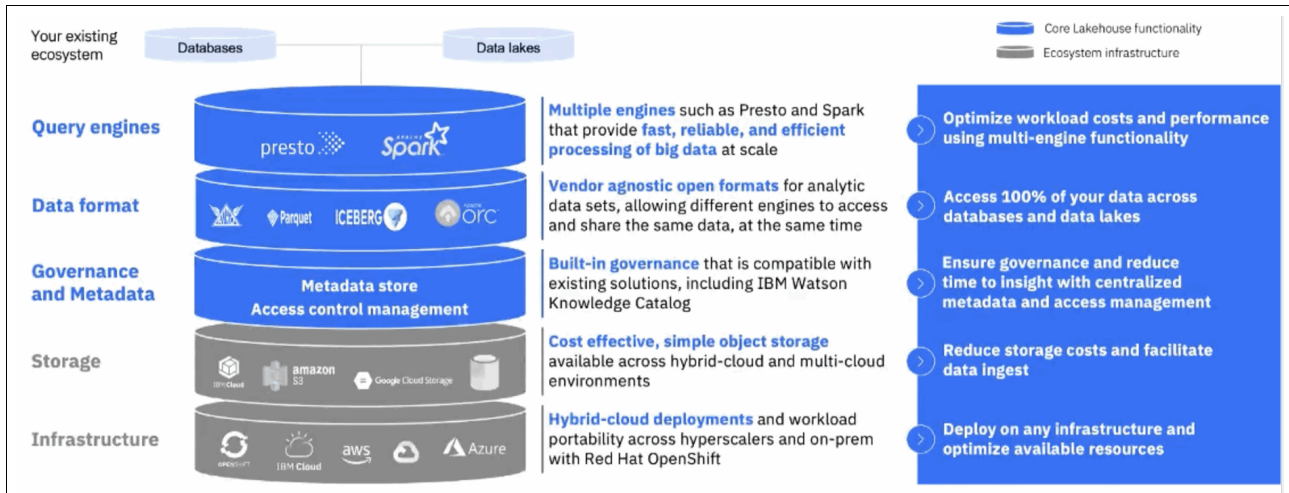 Your existing
ecosystem
Databases
Data lakes
Core Lakehouse functionality
Ecosystem infrastructure
Query engines
presto
APACHE
Spark
Multiple engines such as Presto and Spark
that provide fast, reliable, and efficient
processing of big data at scale
Optimize workload costs and performance
using multi-engine functionality
Data format
Parquet
ICEBERG
APACHE
ORC
Vendor agnostic open formats for analytic
data sets, allowing different engines to access
and share the same data, at the same time
Access 100% of your data across
databases and data lakes
Governance
and Metadata
Metadata store
Access control management
Built-in governance that is compatible with
existing solutions, including IBM Watson
Knowledge Catalog
Ensure governance and reduce
time to insight with centralized
metadata and access management
Storage
IBM Cloud
amazon
S3
Google Cloud Storage
Cost effective, simple object storage
available across hybrid-cloud and multi-cloud
environments
Reduce storage costs and facilitate
data ingest
Infrastructure
OPENSHIFT
IBM Cloud
aws
Azure
Hybrid-cloud deployments and workload
portability across hyperscalers and on-prem
with Red Hat OpenShift
Deploy on any infrastructure and
optimize available resources